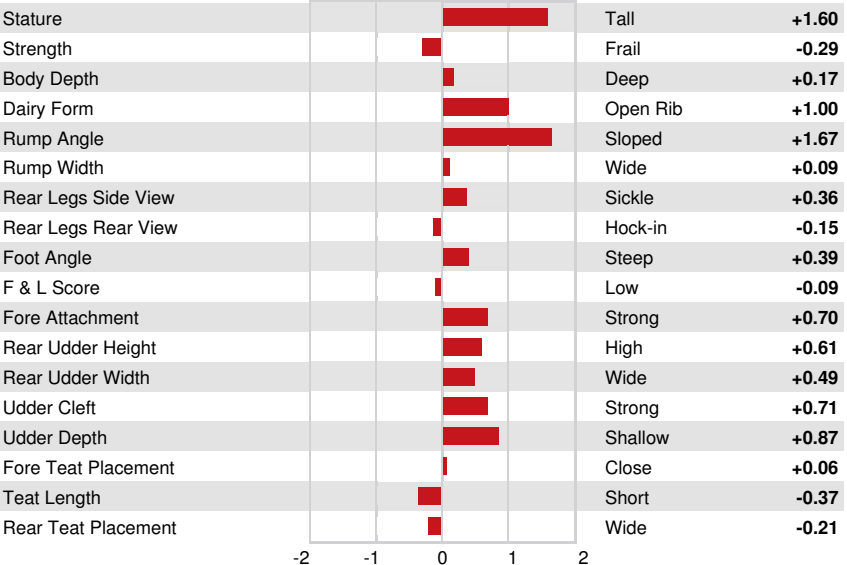 Stature Tall +1.60
Strength Frail -0.29
Body Depth Deep +0.17
Dairy Form Open Rib +1.00
Rump Angle Sloped +1.67
Rump Width Wide +0.09
Rear Legs Side View Sickle +0.36
Rear Legs Rear View Hock-in -0.15
Foot Angle Steep +0.39
F & L Score Low -0.09
Fore Attachment Strong +0.70
Rear Udder Height High +0.61
Rear Udder Width Wide +0.49
Udder Cleft Strong +0.71
Udder Depth Shallow +0.87
Fore Teat Placement Close +0.06
Teat Length Short -0.37
Rear Teat Placement Wide -0.21
-2 -1 0 1 2